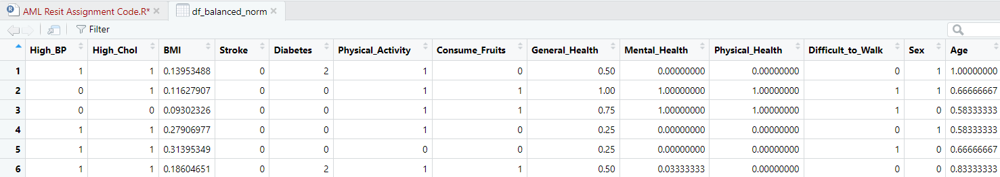 AML Resit Assignment Code.R* df_balanced_norm
Filter
High_BP High_Chol BMI Stroke Diabetes Physical_Activity Consume_Fruits General_Health Mental_Health Physical_Health Difficult_to_Walk Sex Age
1 1 1 0.13953488 0 2 1 0 0.50 0.00000000 0.00000000 0 1 1.00000000
2 0 1 0.11627907 0 0 1 1 1.00 1.00000000 1.00000000 1 1 0.66666667
3 0 0 0.09302326 0 0 1 1 0.75 1.00000000 1.00000000 1 0 0.58333333
4 1 1 0.27906977 0 0 1 0 0.25 0.00000000 0.00000000 0 1 0.58333333
5 1 1 0.31395349 0 0 0 0 0.25 0.00000000 0.00000000 1 0 0.66666667
6 1 1 0.18604651 0 2 1 1 0.50 0.03333333 0.00000000 0 0 0.83333333